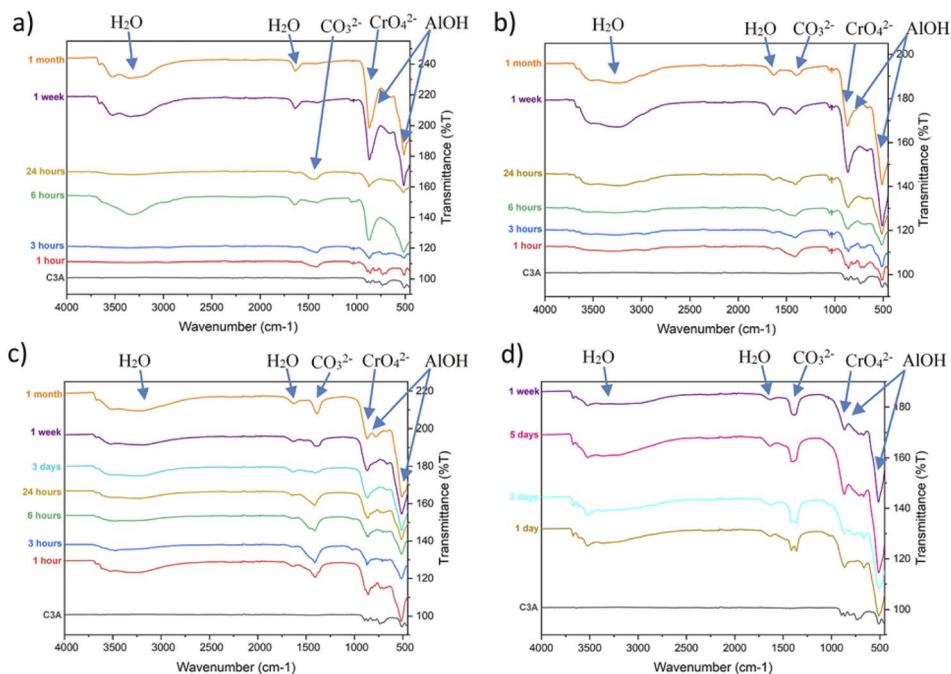 a)
H₂O
H₂O
CO₃²⁻
CrO₄²⁻
AlOH
1 month
1 week
24 hours
6 hours
3 hours
1 hour
C3A
240
220
200
180
160
140
120
100
Transmittance (%T)
4000 3500 3000 2500 2000 1500 1000 500
Wavenumber (cm-1)
b)
H₂O
H₂O
CO₃²⁻
CrO₄²⁻
AlOH
1 month
1 week
24 hours
6 hours
3 hours
1 hour
C3A
200
180
160
140
120
100
Transmittance (%T)
4000 3500 3000 2500 2000 1500 1000 500
Wavenumber (cm-1)
c)
H₂O
H₂O
CO₃²⁻
CrO₄²⁻
AlOH
1 month
1 week
3 days
24 hours
6 hours
3 hours
1 hour
C3A
220
200
180
160
140
120
100
Transmittance (%T)
4000 3500 3000 2500 2000 1500 1000 500
Wavenumber (cm-1)
d)
H₂O
H₂O
CO₃²⁻
CrO₄²⁻
AlOH
1 week
5 days
3 days
1 day
C3A
180
160
140
120
100
Transmittance (%T)
4000 3500 3000 2500 2000 1500 1000 500
Wavenumber (cm-1)